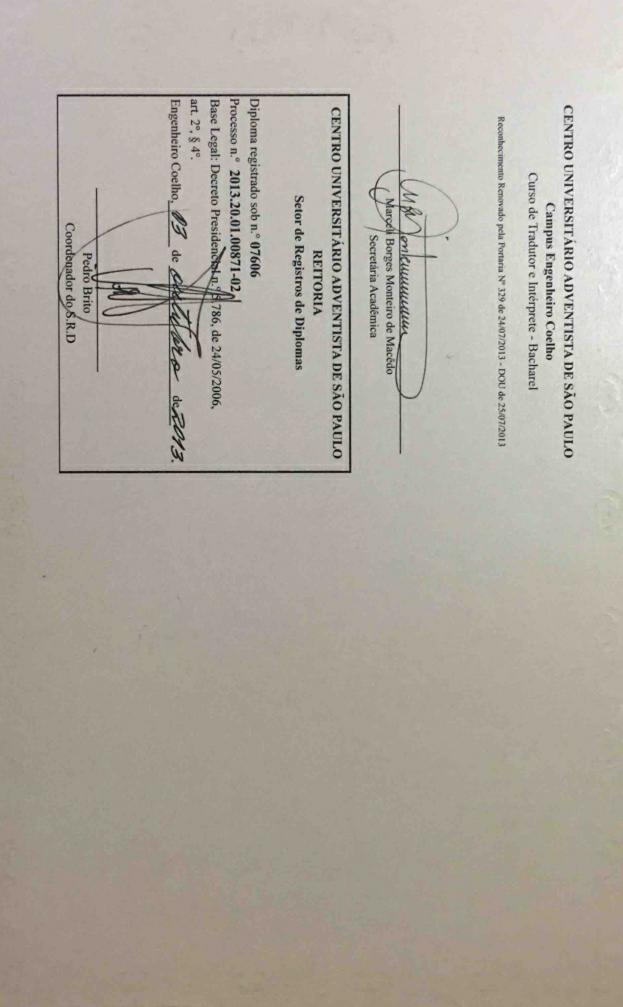 CENTRO UNIVERSITÁRIO ADVENTISTA DE SÃO PAULO
Campus Engenheiro Coelho
Curso de Tradutor e Intérprete - Bacharel
Reconhecimento Renovado pela Portaria Nº 329 de 24/07/2013 - DOU de 25/07/2013
Marceli Borges Monteiro de Macêdo
Secretária Acadêmica
CENTRO UNIVERSITÁRIO ADVENTISTA DE SÃO PAULO
REITORIA
Setor de Registros de Diplomas
Diploma registrado sob n.º 07606
Processo n.º 2013.20.01.00871-02
Base Legal: Decreto Presidencial n.º 5.786, de 24/05/2006,
art. 2º, § 4º.
Engenheiro Coelho, 03 de outubro de 2013.
Pedro Brito
Coordenador do S.R.D